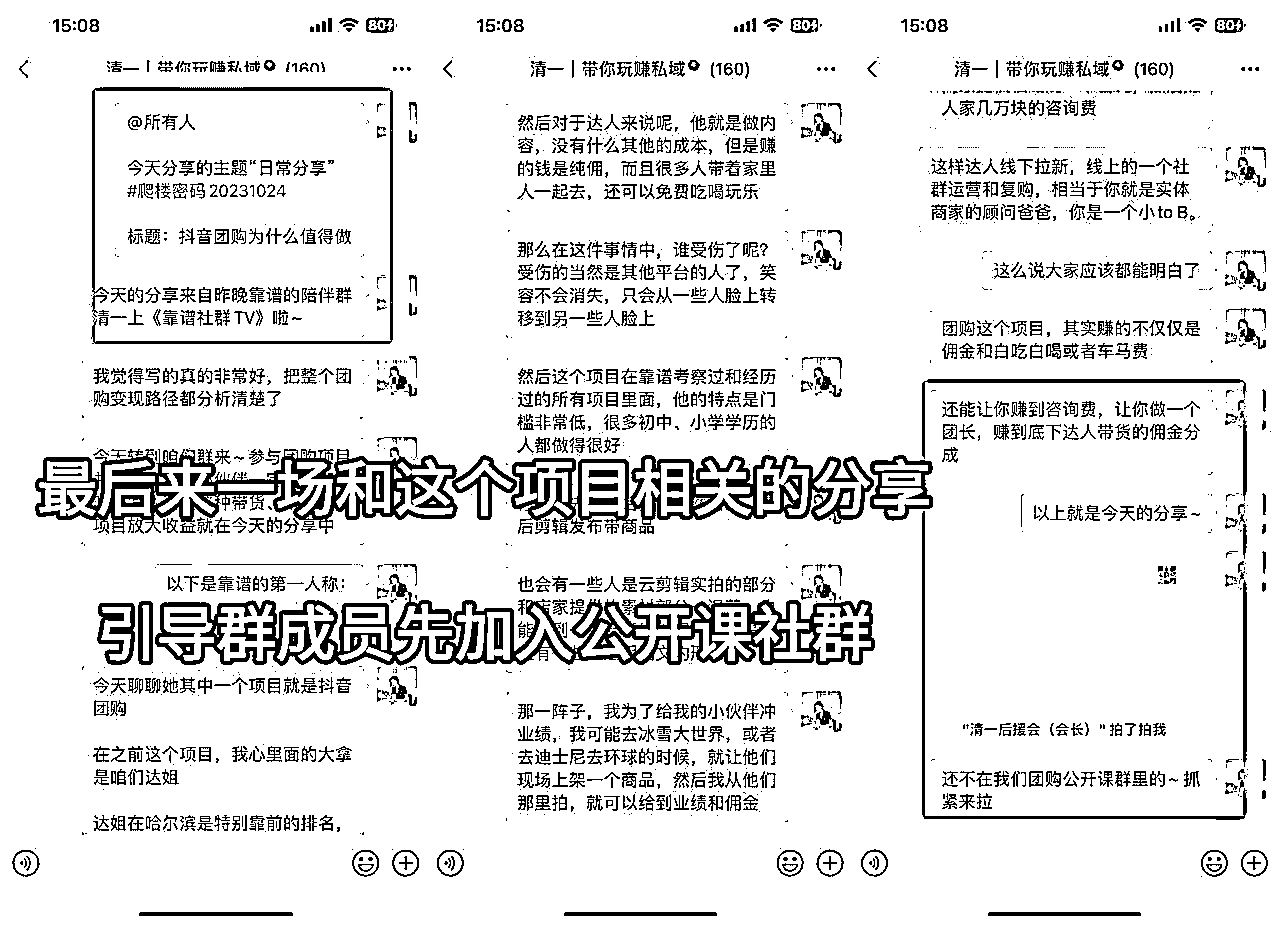 15:08
80
清一｜带你玩赚私域 (160)
@所有人
今天分享的主题“日常分享”
#爬楼密码 20231024
标题：抖音团购为什么值得做
今天的分享来自昨晚靠谱的陪伴群
清一上《靠谱社群 TV》啦~
我觉得写的真的非常好，把整个团
购变现路径都分析清楚了
今天转到咱们群来~参与团购项目
种带货、
项目放大收益就在今天的分享中
以下是靠谱的第一人称：
今天聊聊她其中一个项目就是抖音
团购
在之前这个项目，我心里面的大拿
是咱们达姐
达姐在哈尔滨是特别靠前的排名，
15:08
80
清一｜带你玩赚私域 (160)
然后对于达人来说呢，他就是做内
容，没有什么其他的成本，但是赚
的钱是纯佣，而且很多人带着家里
人一起去，还可以免费吃喝玩乐
那么在这件事情中，谁受伤了呢？
受伤的当然是其他平台的人了，笑
容不会消失，只会从一些人脸上转
移到另一些人脸上
然后这个项目在靠谱考察过和经历
过的所有项目里面，他的特点是门
槛非常低，很多初中、小学学历的
人都做得很好
后剪辑发布带商品
也会有一些人是云剪辑实拍的部分
那一阵子，我为了给我的小伙伴冲
业绩，我可能去冰雪大世界，或者
去迪士尼去环球的时候，就让他们
现场上架一个商品，然后我从他们
那里拍，就可以给到业绩和佣金
15:08
80
清一｜带你玩赚私域 (160)
人家几万块的咨询费
这样达人线下拉新，线上的一个社
群运营和复购，相当于你就是实体
商家的顾问爸爸，你是一个小 to B。
这么说大家应该都能明白了
团购这个项目，其实赚的不仅仅是
佣金和白吃白喝或者车马费
还能让你赚到咨询费，让你做一个
团长，赚到底下达人带货的佣金分
成
以上就是今天的分享~
"清一后援会（会长）" 拍了拍我
还不在我们团购公开课群里的~ 抓
紧来拉
最后来一场和这个项目相关的分享
引导群成员先加入公开课社群